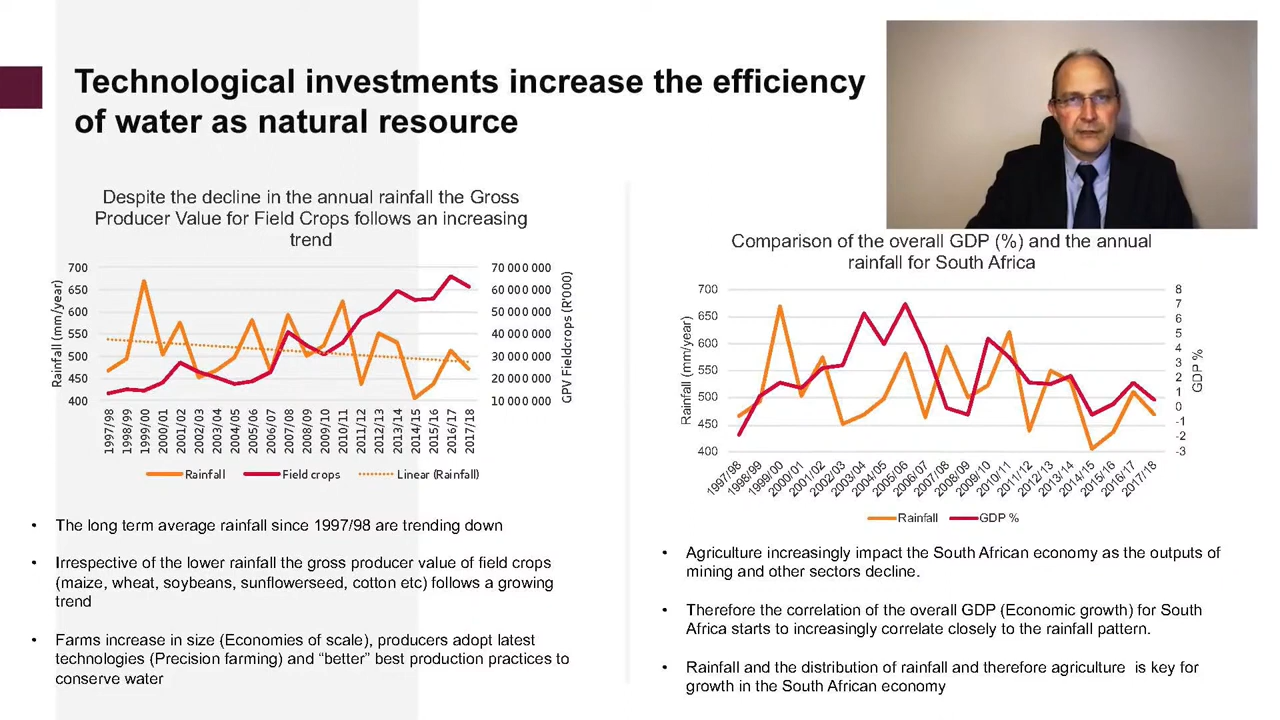 Technological investments increase the efficiency
of water as natural resource
Despite the decline in the annual rainfall the Gross
Producer Value for Field Crops follows an increasing
trend
700
650
600
550
500
450
400
Rainfall (mm/year)
70 000 000
60 000 000
50 000 000
40 000 000
30 000 000
20 000 000
10 000 000
GPV Fieldcrops (R'000)
1997/98
1998/99
1999/00
2000/01
2001/02
2002/03
2003/04
2004/05
2005/06
2006/07
2007/08
2008/09
2009/10
2010/11
2011/12
2012/13
2013/14
2014/15
2015/16
2016/17
2017/18
Rainfall Field crops Linear (Rainfall)
• The long term average rainfall since 1997/98 are trending down
• Irrespective of the lower rainfall the gross producer value of field crops
(maize, wheat, soybeans, sunflowerseed, cotton etc) follows a growing
trend
• Farms increase in size (Economies of scale), producers adopt latest
technologies (Precision farming) and “better” best production practices to
conserve water
Comparison of the overall GDP (%) and the annual
rainfall for South Africa
700
650
600
550
500
450
400
Rainfall (mm/year)
8
7
6
5
4
3
2
1
0
-1
-2
-3
GDP %
1997/98
1998/99
1999/00
2000/01
2001/02
2002/03
2003/04
2004/05
2005/06
2006/07
2007/08
2008/09
2009/10
2010/11
2011/12
2012/13
2013/14
2014/15
2015/16
2016/17
2017/18
Rainfall GDP %
• Agriculture increasingly impact the South African economy as the outputs of
mining and other sectors decline.
• Therefore the correlation of the overall GDP (Economic growth) for South
Africa starts to increasingly correlate closely to the rainfall pattern.
• Rainfall and the distribution of rainfall and therefore agriculture is key for
growth in the South African economy